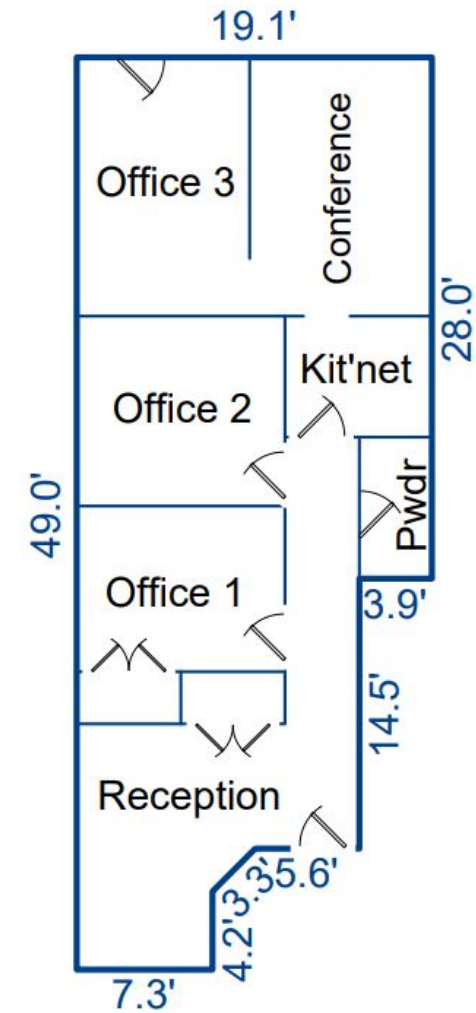 19.1'
Office 3
Conference
28.0'
Kit'net
Office 2
Pwdr
49.0'
Office 1
3.9'
14.5'
Reception
5.6'
3.3'
4.2'
7.3'